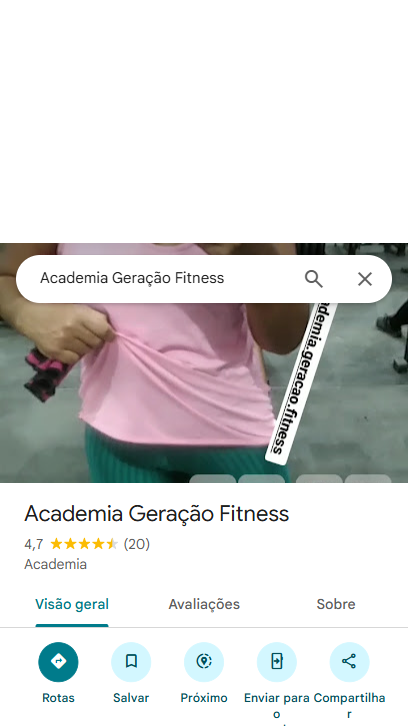 Academia Geração Fitness
ademia.geracao.fitness
Academia Geração Fitness
4,7 (20)
Academia
Visão geral
Avaliações
Sobre
Rotas
Salvar
Próximo
Enviar para o
Compartilhar